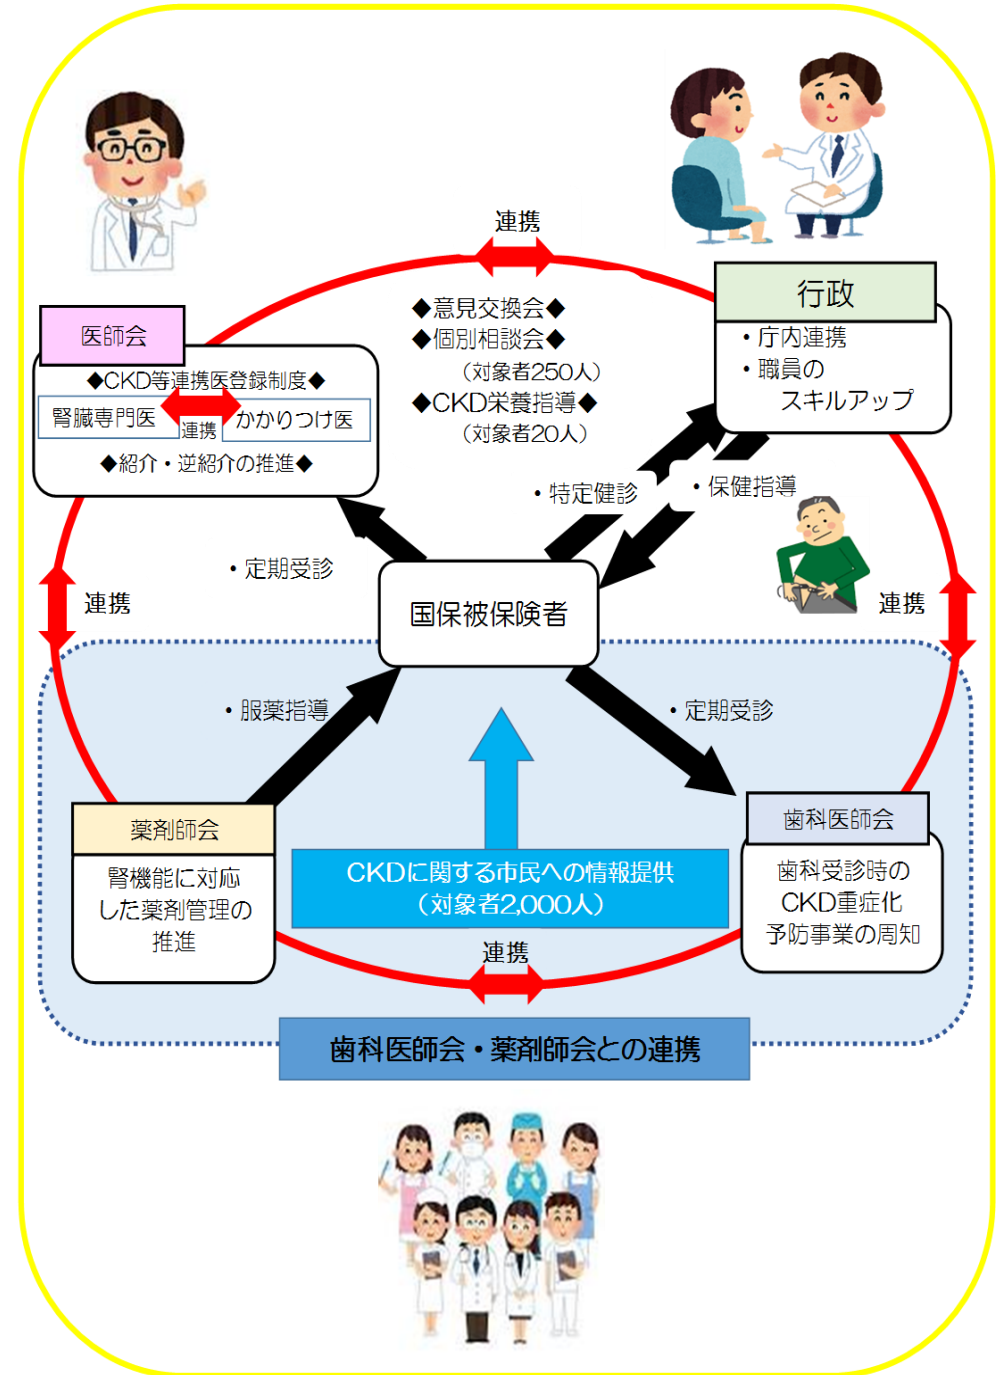 連携
行政
・庁内連携
・職員の
スキルアップ
医師会
◆CKD等連携医登録制度◆
腎臓専門医
連携
かかりつけ医
◆紹介・逆紹介の推進◆
◆意見交換会◆
◆個別相談会◆
（対象者250人）
◆CKD栄養指導◆
（対象者20人）
・特定健診
・保健指導
・定期受診
連携
国保被保険者
連携
・服薬指導
・定期受診
薬剤師会
腎機能に対応
した薬剤管理の
推進
CKDに関する市民への情報提供
（対象者2,000人）
歯科医師会
歯科受診時の
CKD重症化
予防事業の周知
連携
歯科医師会・薬剤師会との連携